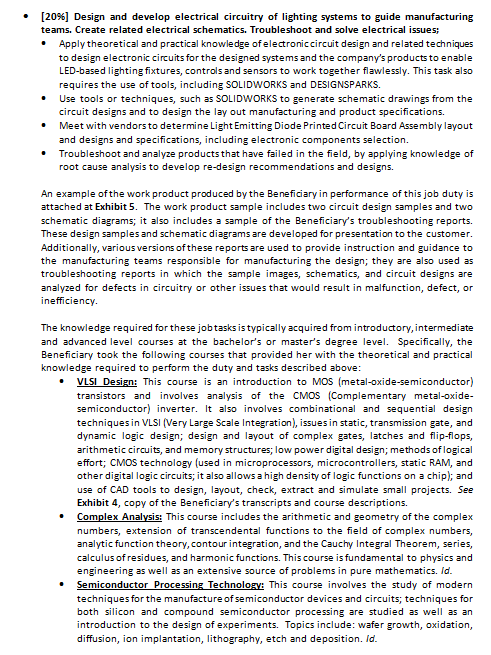 • [20%] Design and develop electrical circuitry of lighting systems to guide manufacturing
teams. Create related electrical schematics. Troubleshoot and solve electrical issues;
• Apply theoretical and practical knowledge of electronic circuit design and related techniques
to design electronic circuits for the designed systems and the company's products to enable
LED-based lighting fixtures, controls and sensors to work together flawlessly. This task also
requires the use of tools, including SOLIDWORKS and DESIGNSPARKS.
• Use tools or techniques, such as SOLIDWORKS to generate schematic drawings from the
circuit designs and to design the lay out manufacturing and product specifications.
• Meet with vendors to determine Light Emitting Diode Printed Circuit Board Assembly layout
and designs and specifications, including electronic components selection.
• Troubleshoot and analyze products that have failed in the field, by applying knowledge of
root cause analysis to develop re-design recommendations and designs.
An example of the work product produced by the Beneficiary in performance of this job duty is
attached at Exhibit 5. The work product sample includes two circuit design samples and two
schematic diagrams; it also includes a sample of the Beneficiary's troubleshooting reports.
These design samples and schematic diagrams are developed for presentation to the customer.
Additionally, various versions of these reports are used to provide instruction and guidance to
the manufacturing teams responsible for manufacturing the design; they are also used as
troubleshooting reports in which the sample images, schematics, and circuit designs are
analyzed for defects in circuitry or other issues that would result in malfunction, defect, or
inefficiency.
The knowledge required for these job tasks is typically acquired from introductory, intermediate
and advanced level courses at the bachelor's or master's degree level. Specifically, the
Beneficiary took the following courses that provided her with the theoretical and practical
knowledge required to perform the duty and tasks described above:
• VLSI Design: This course is an introduction to MOS (metal-oxide-semiconductor)
transistors and involves analysis of the CMOS (Complementary metal-oxide-
semiconductor) inverter. It also involves combinational and sequential design
techniques in VLSI (Very Large Scale Integration), issues in static, transmission gate, and
dynamic logic design; design and layout of complex gates, latches and flip-flops,
arithmetic circuits, and memory structures; low power digital design; methods of logical
effort; CMOS technology (used in microprocessors, microcontrollers, static RAM, and
other digital logic circuits; it also allows a high density of logic functions on a chip); and
use of CAD tools to design, layout, check, extract and simulate small projects. See
Exhibit 4, copy of the Beneficiary's transcripts and course descriptions.
• Complex Analysis: This course includes the arithmetic and geometry of the complex
numbers, extension of transcendental functions to the field of complex numbers,
analytic function theory, contour integration, and the Cauchy Integral Theorem, series,
calculus of residues, and harmonic functions. This course is fundamental to physics and
engineering as well as an extensive source of problems in pure mathematics. Id.
• Semiconductor Processing Technology: This course involves the study of modern
techniques for the manufacture of semiconductor devices and circuits; techniques for
both silicon and compound semiconductor processing are studied as well as an
introduction to the design of experiments. Topics include: wafer growth, oxidation,
diffusion, ion implantation, lithography, etch and deposition. Id.